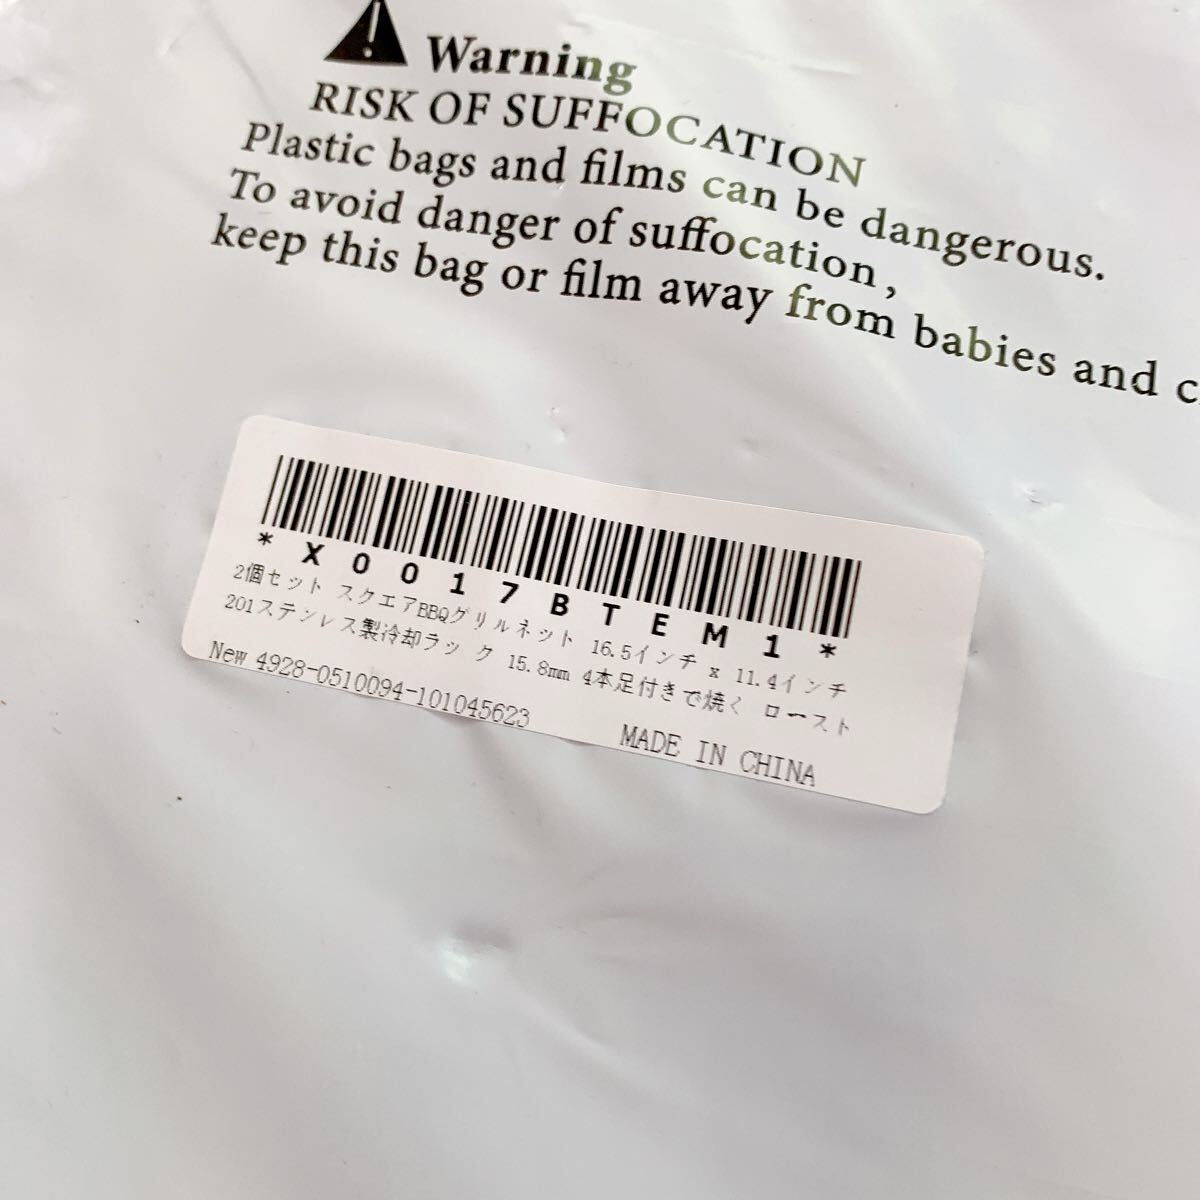 Warning
RISK OF SUFFOCATION
Plastic bags and films can be dangerous.
To avoid danger of suffocation,
keep this bag or film away from babies and
*X0017BTEM1*
2個セット スクエアBBQグリルネット 16.5インチ x 11.4インチ
201ステンレス製冷却ラック 15.8mm 4本足付きで焼く ロースト
New 4928-0510094-101045623
MADE IN CHINA